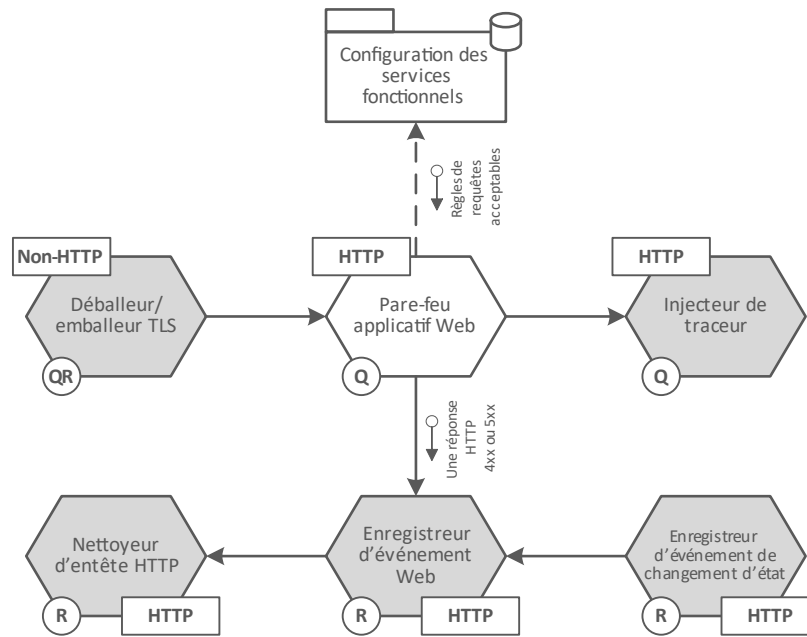 Configuration des
services
fonctionnels
Règles de
requêtes
acceptables
Non-HTTP
HTTP
HTTP
Déballeur/
emballeur TLS
Pare-feu
applicatif Web
Injecteur de
traceur
QR
Q
Q
Une réponse
HTTP
4xx ou 5xx
Nettoyeur
d'entête HTTP
Enregistreur
d'événement
Web
Enregistreur
d'événement de
changement d'état
R
HTTP
R
HTTP
R
HTTP